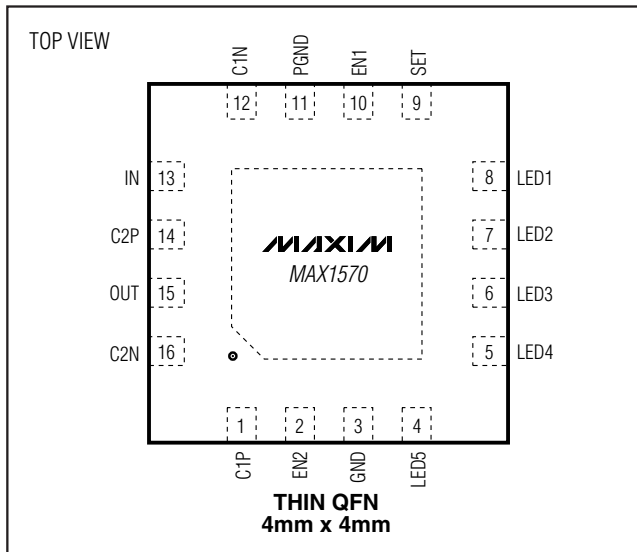 TOP VIEW
C1N
PGND
EN1
SET
12
11
10
9
IN
13
8
LED1
C2P
14
7
LED2
MAXIM
MAX1570
OUT
15
6
LED3
C2N
16
5
LED4
1
2
3
4
C1P
EN2
GND
LED5
THIN QFN
4mm x 4mm